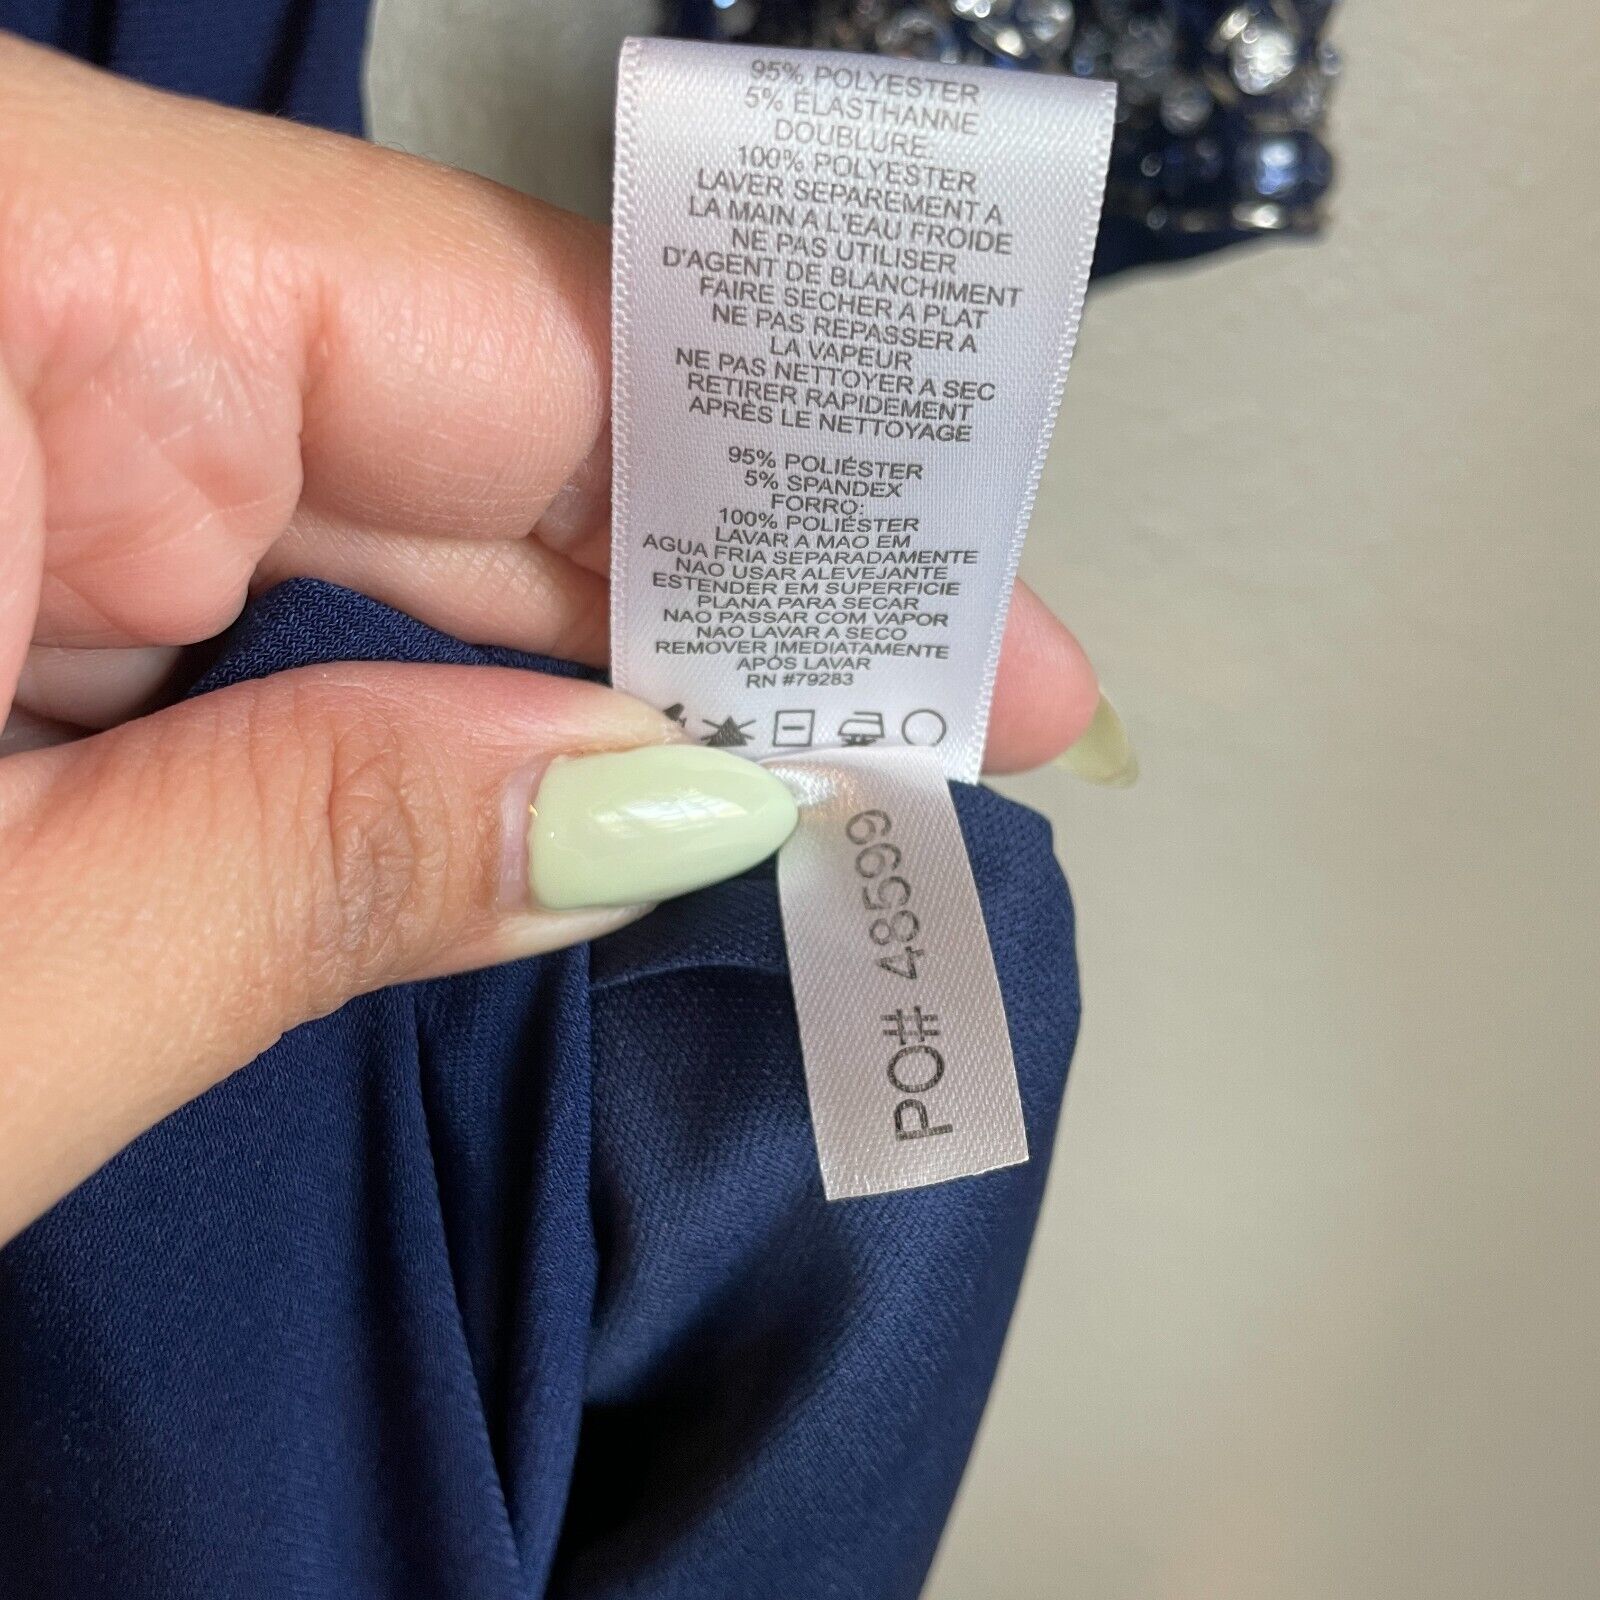 95% POLYESTER
5% ÉLASTHANNE
DOUBLURE:
100% POLYESTER
LAVER SEPAREMENT A
LA MAIN A L'EAU FROIDE
NE PAS UTILISER
D'AGENT DE BLANCHIMENT
FAIRE SECHER A PLAT
NE PAS REPASSER A
LA VAPEUR
NE PAS NETTOYER A SEC
RETIRER RAPIDEMENT
APRÈS LE NETTOYAGE
95% POLIÉSTER
5% SPANDEX
FORRO:
100% POLIÉSTER
LAVAR A MAO EM
AGUA FRIA SEPARADAMENTE
NAO USAR ALEVEJANTE
ESTENDER EM SUPERFICIE
PLANA PARA SECAR
NAO PASSAR COM VAPOR
NAO LAVAR A SECO
REMOVER IMEDIATAMENTE
APÓS LAVAR
RN #79283
PO# 48599